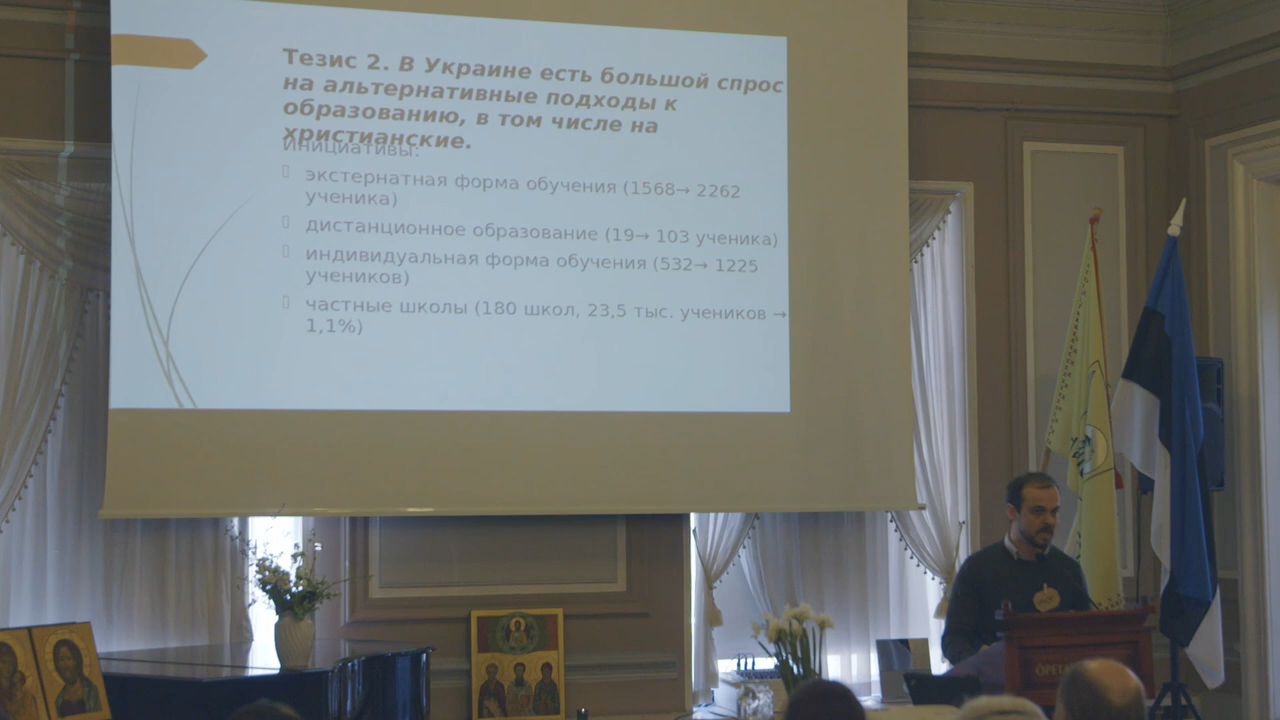 Тезис 2. В Украине есть большой спрос
на альтернативные подходы к
образованию, в том числе на
христианские.
Инициативы:
экстернатная форма обучения (1568→ 2262
ученика)
дистанционное образование (19→ 103 ученика)
индивидуальная форма обучения (532→ 1225
учеников)
частные школы (180 школ, 23,5 тыс. учеников →
1,1%)